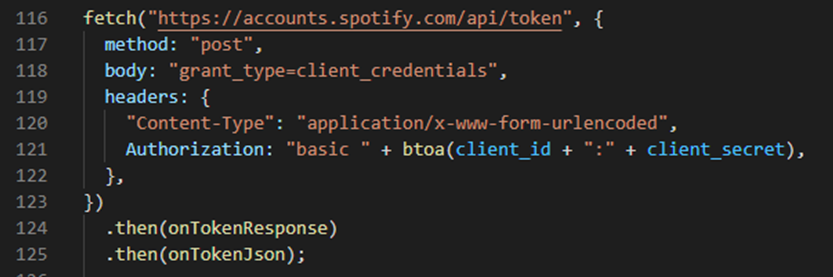 116 fetch("https://accounts.spotify.com/api/token", {
117   method: "post",
118   body: "grant_type=client_credentials",
119   headers: {
120     "Content-Type": "application/x-www-form-urlencoded",
121     Authorization: "basic " + btoa(client_id + ":" + client_secret),
122   },
123 })
124   .then(onTokenResponse)
125   .then(onTokenJson);